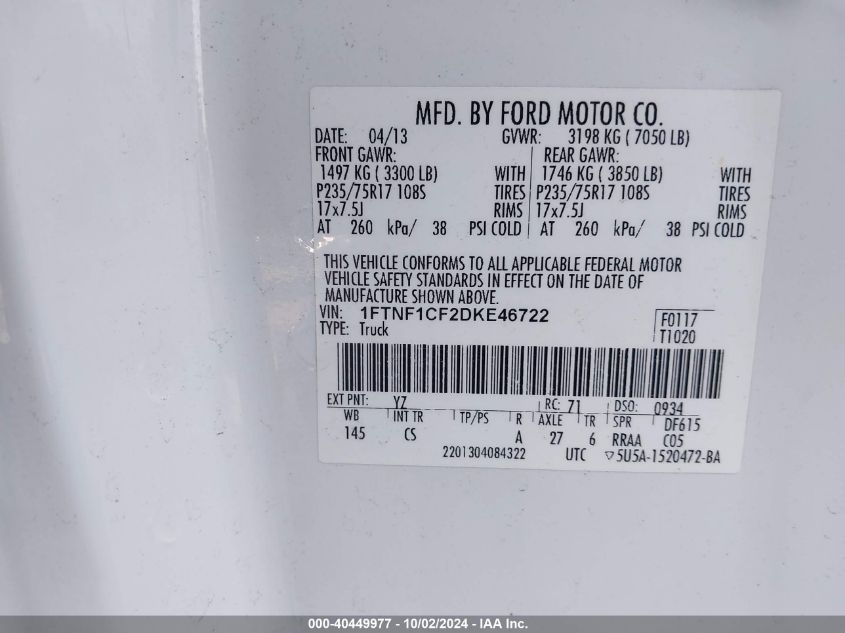 MFD. BY FORD MOTOR CO.
DATE: 04/13 GVWR: 3198 KG ( 7050 LB)
FRONT GAWR: REAR GAWR:
1497 KG ( 3300 LB) WITH 1746 KG ( 3850 LB) WITH
P235/75R17 108S TIRES P235/75R17 108S TIRES
17x7.5J RIMS 17x7.5J RIMS
AT 260 kPa/ 38 PSI COLD AT 260 kPa/ 38 PSI COLD
THIS VEHICLE CONFORMS TO ALL APPLICABLE FEDERAL MOTOR
VEHICLE SAFETY STANDARDS IN EFFECT ON THE DATE OF
MANUFACTURE SHOWN ABOVE.
VIN: 1FTNF1CF2DKE46722 F0117
TYPE: Truck T1020
EXT PNT: YZ RC: 71 DSO: 0934
WB INT TR TP/PS R AXLE TR SPR DF615
145 CS A 27 6 RRAA C05
2201304084322 UTC ▽5U5A-1520472-BA
000-40449977 - 10/02/2024 - IAA Inc.